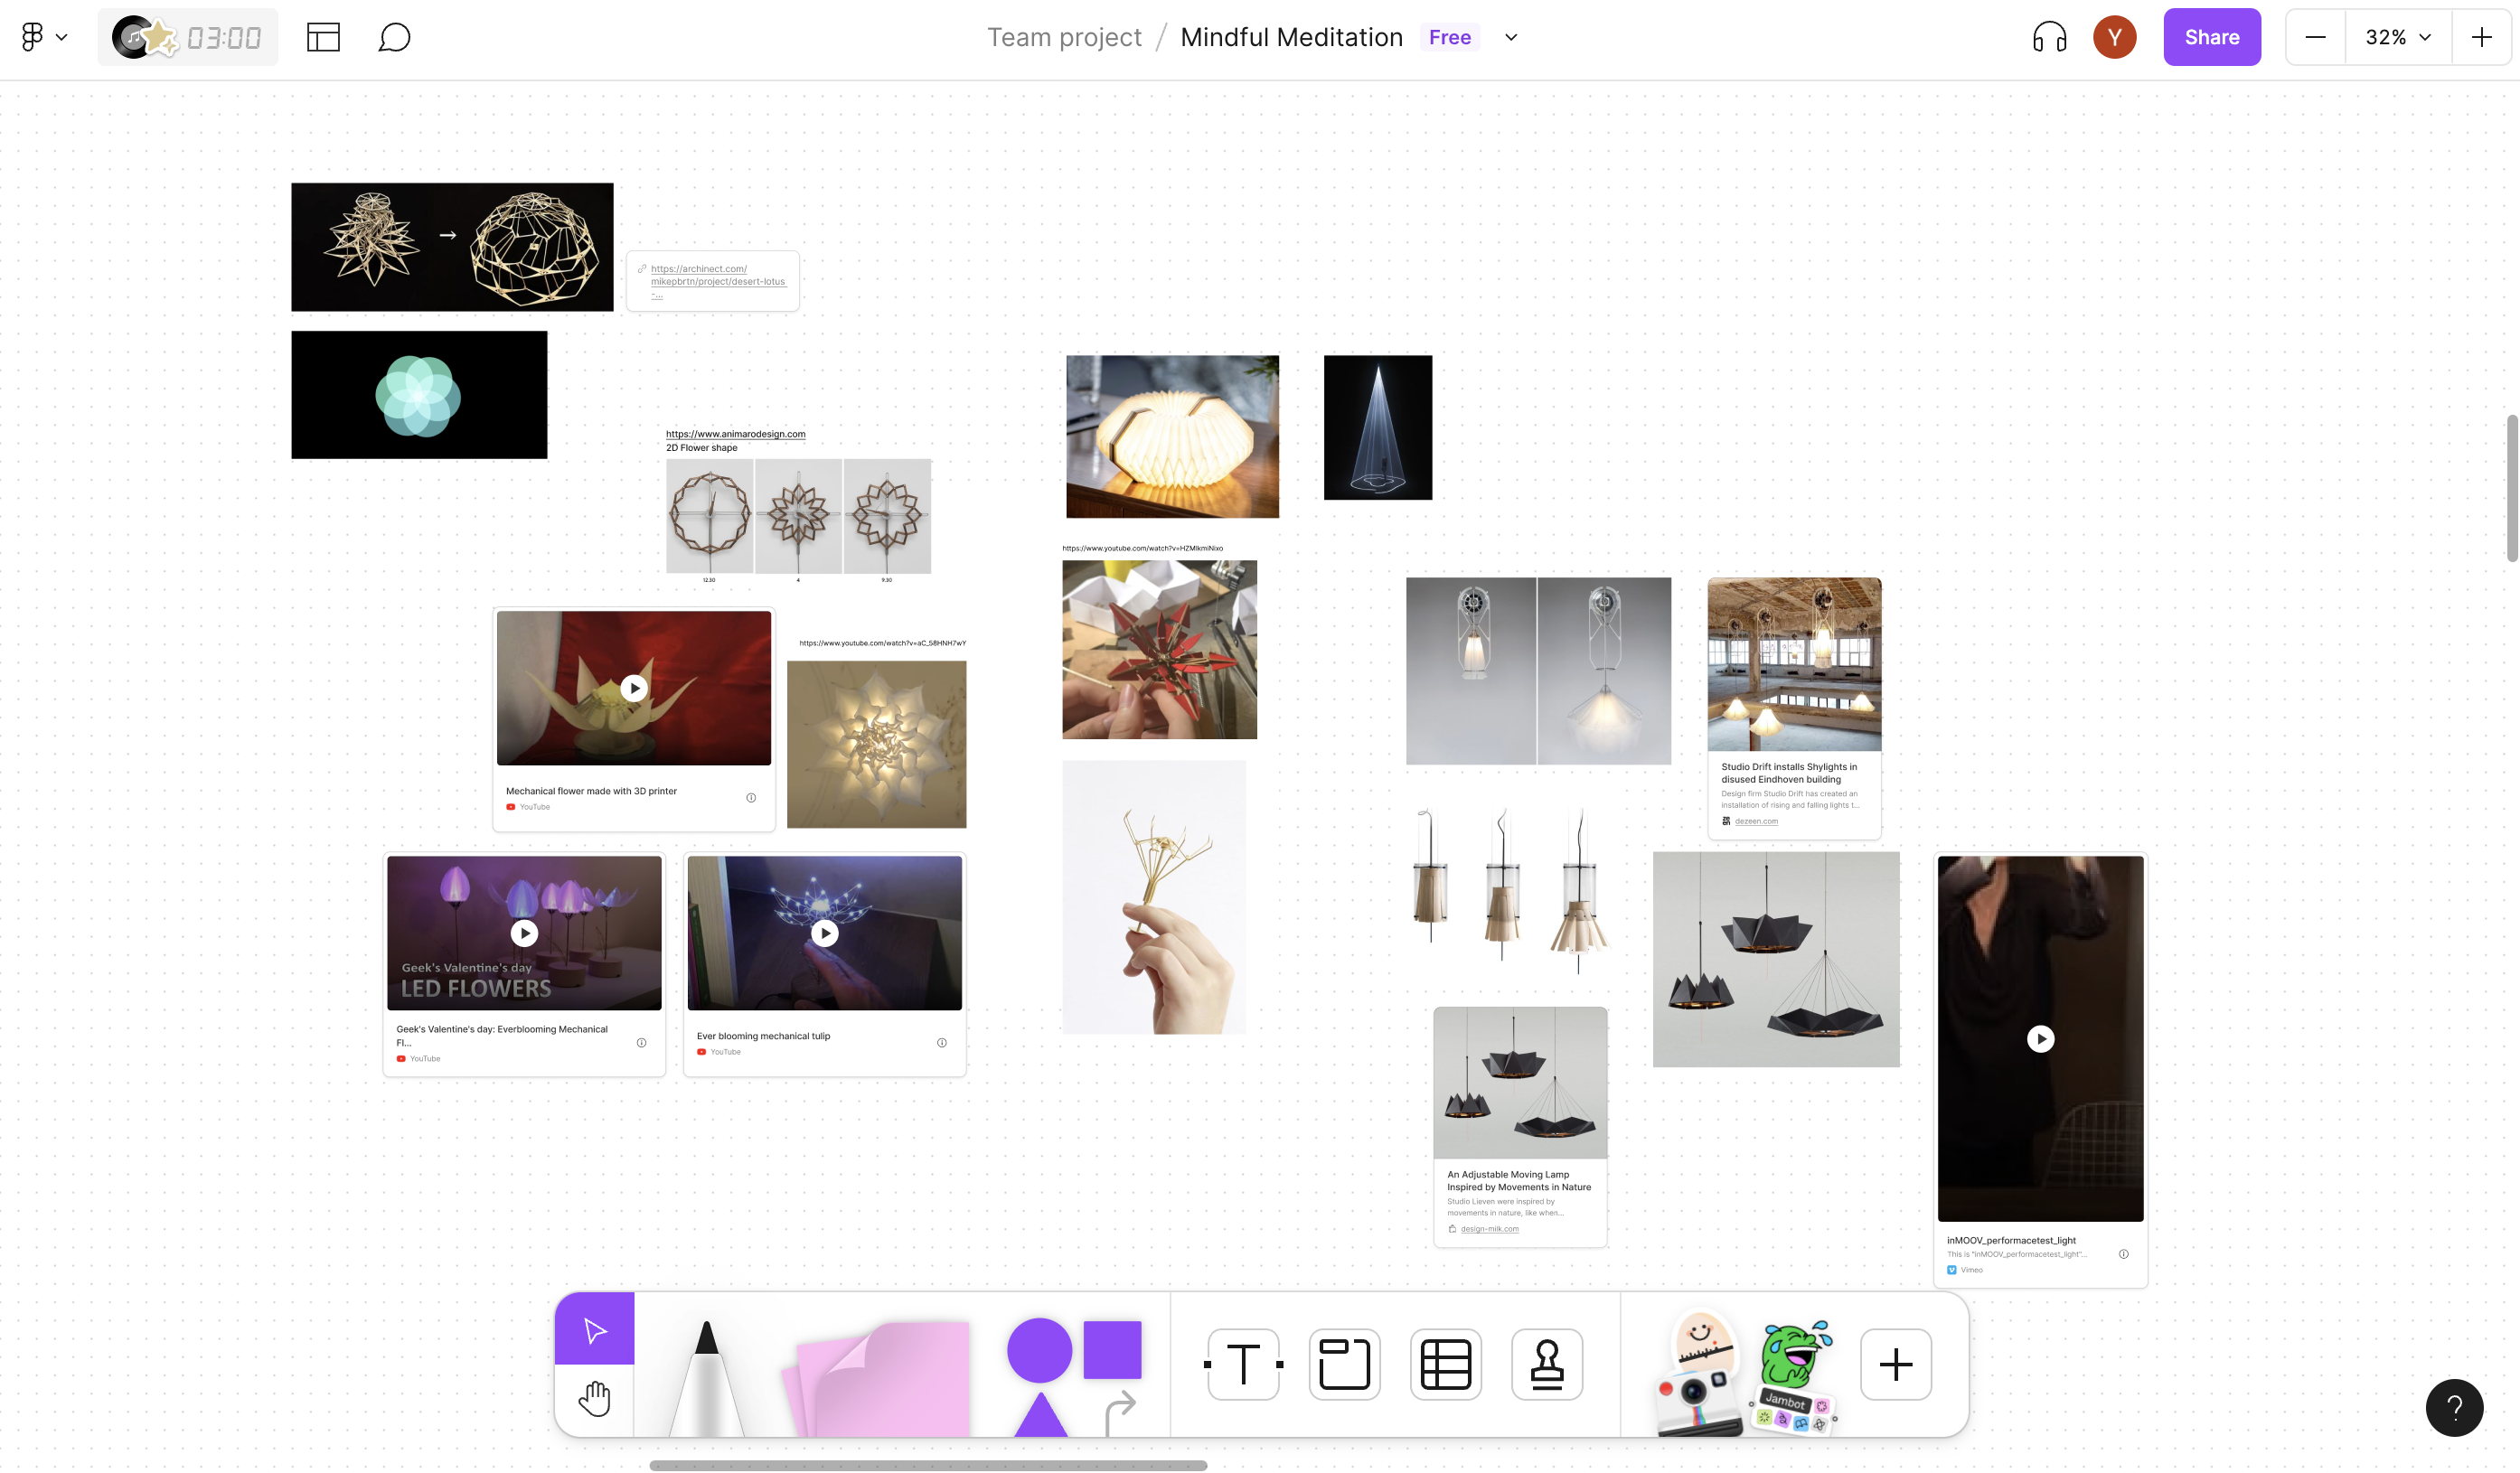 03:00
Team project / Mindful Meditation Free
Y
Share
32%
https://archinect.com/
mikepbrtn/project/desert-lotus
-...
https://www.animarodesign.com
2D Flower shape
12.30 4 9.30
https://www.youtube.com/watch?v=HZMlkmiNixo
https://www.youtube.com/watch?v=aC_58HNH7wY
Mechanical flower made with 3D printer
YouTube
Studio Drift installs Shylights in
disused Eindhoven building
Design firm Studio Drift has created an
installation of rising and falling lights t...
dezeen.com
Geek's Valentine's day
LED FLOWERS
Geek's Valentine's day: Everblooming Mechanical
Fl...
YouTube
Ever blooming mechanical tulip
YouTube
An Adjustable Moving Lamp
Inspired by Movements in Nature
Studio Lieven were inspired by
movements in nature, like when...
design-milk.com
inMOOV_performacetest_light
This is "inMOOV_performacetest_light"...
Vimeo
T
Jambot
?